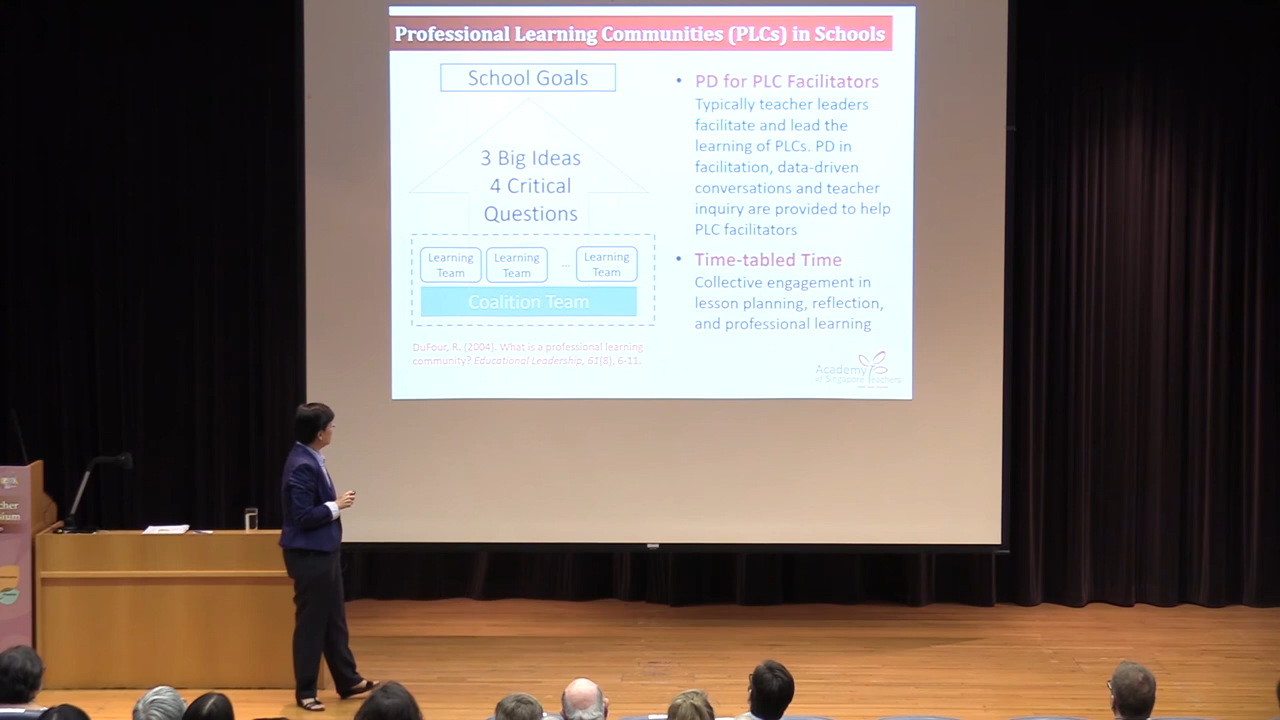 Professional Learning Communities (PLCs) in Schools
School Goals
3 Big Ideas
4 Critical
Questions
Learning
Team
Learning
Team
...
Learning
Team
Coalition Team
DuFour, R. (2004). What is a professional learning
community? Educational Leadership, 61(8), 6-11.
• PD for PLC Facilitators
Typically teacher leaders
facilitate and lead the
learning of PLCs. PD in
facilitation, data-driven
conversations and teacher
inquiry are provided to help
PLC facilitators
• Time-tabled Time
Collective engagement in
lesson planning, reflection,
and professional learning
Academy
of Singapore Teachers